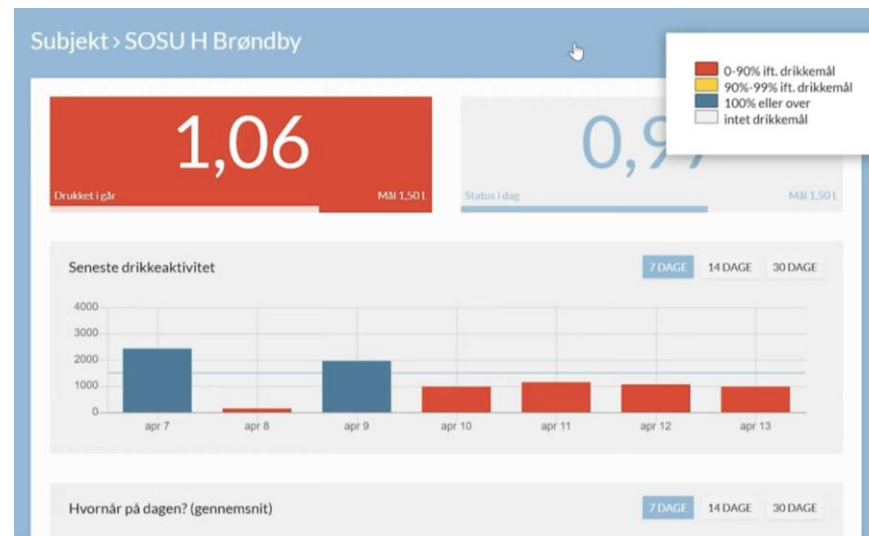 Subjekt > SOSU H Brøndby
0-90% ift. drikkemål
90%-99% ift. drikkemål
100% eller over
intet drikkemål
1,06
Drukket i går
Mål 1,50 L
Status i dag
Mål 1,50 L
Seneste drikkeaktivitet
7 DAGE 14 DAGE 30 DAGE
4000
3000
2000
1000
0
apr 7 apr 8 apr 9 apr 10 apr 11 apr 12 apr 13
Hvornår på dagen? (gennemsnit)
7 DAGE 14 DAGE 30 DAGE